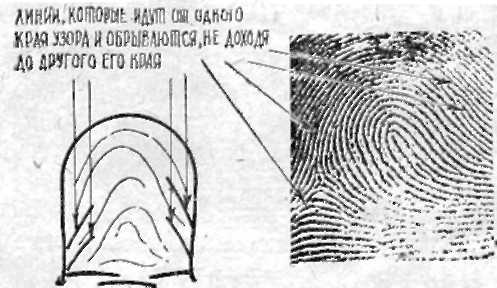 ЛИНИИ, КОТОРЫЕ ИДУТ ОТ ОДНОГО
КРАЯ УЗОРА И ОБРЫВАЮТСЯ, НЕ ДОХОДЯ
ДО ДРУГОГО ЕГО КРАЯ